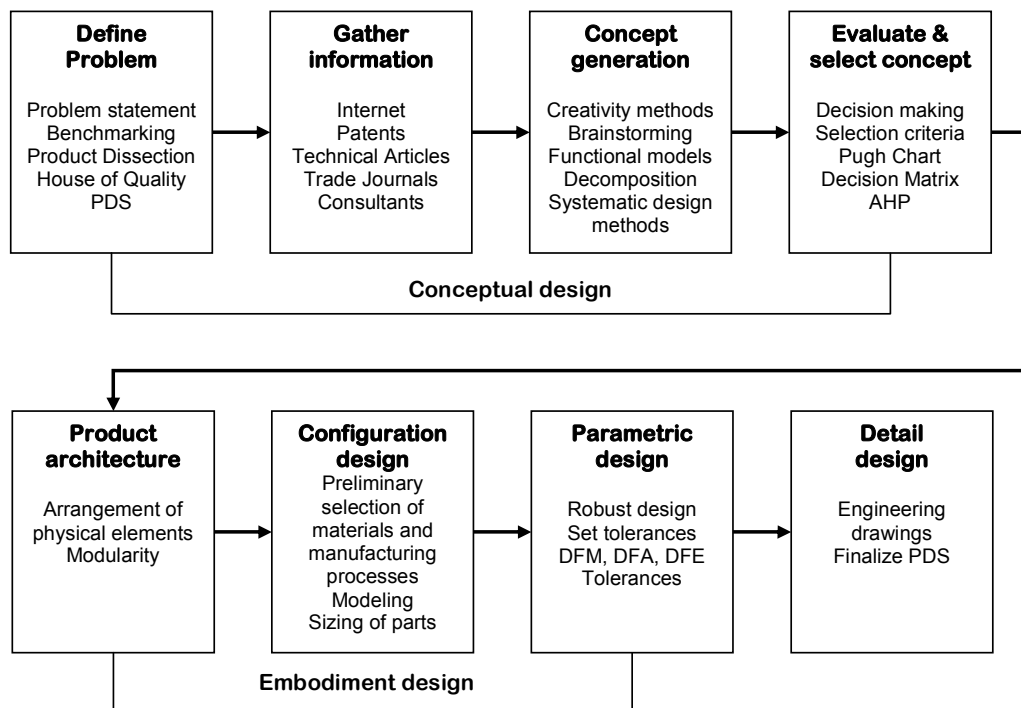 Define
Problem
Problem statement
Benchmarking
Product Dissection
House of Quality
PDS
Gather
information
Internet
Patents
Technical Articles
Trade Journals
Consultants
Concept
generation
Creativity methods
Brainstorming
Functional models
Decomposition
Systematic design
methods
Evaluate &
select concept
Decision making
Selection criteria
Pugh Chart
Decision Matrix
AHP
Conceptual design
Product
architecture
Arrangement of
physical elements
Modularity
Configuration
design
Preliminary
selection of
materials and
manufacturing
processes
Modeling
Sizing of parts
Parametric
design
Robust design
Set tolerances
DFM, DFA, DFE
Tolerances
Detail
design
Engineering
drawings
Finalize PDS
Embodiment design